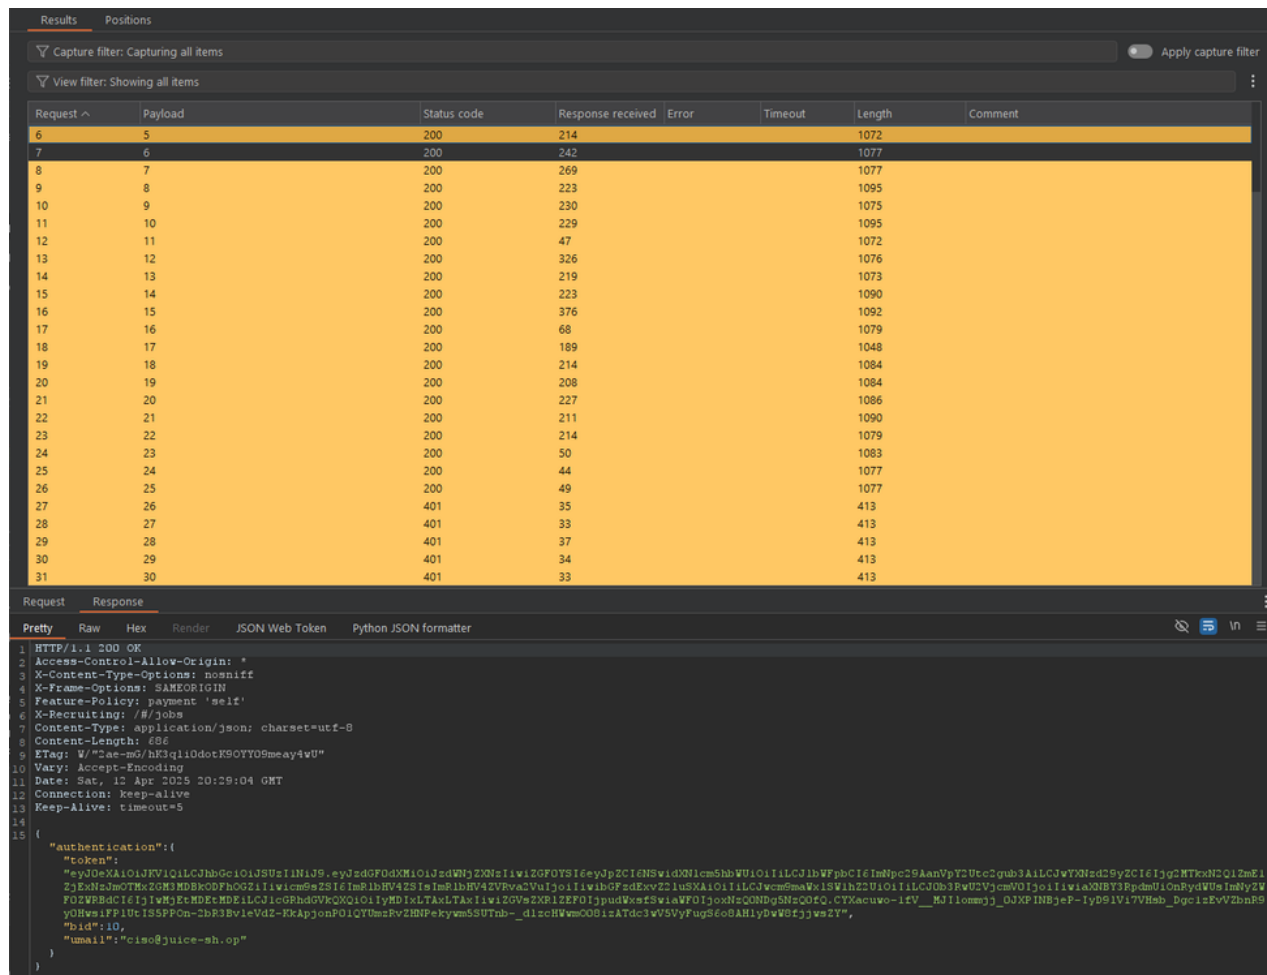 Results Positions
Capture filter: Capturing all items Apply capture filter
View filter: Showing all items
Request Payload Status code Response received Error Timeout Length Comment
6 5 200 214 1072
7 6 200 242 1077
8 7 200 269 1077
9 8 200 223 1095
10 9 200 230 1075
11 10 200 229 1095
12 11 200 47 1072
13 12 200 326 1076
14 13 200 219 1073
15 14 200 223 1090
16 15 200 376 1092
17 16 200 68 1079
18 17 200 189 1048
19 18 200 214 1084
20 19 200 208 1084
21 20 200 227 1086
22 21 200 211 1090
23 22 200 214 1079
24 23 200 50 1083
25 24 200 44 1077
26 25 200 49 1077
27 26 401 35 413
28 27 401 33 413
29 28 401 37 413
30 29 401 34 413
31 30 401 33 413
Request Response
Pretty Raw Hex Render JSON Web Token Python JSON formatter \n
1 HTTP/1.1 200 OK
2 Access-Control-Allow-Origin: *
3 X-Content-Type-Options: nosniff
4 X-Frame-Options: SAMEORIGIN
5 Feature-Policy: payment 'self'
6 X-Recruiting: /#/jobs
7 Content-Type: application/json; charset=utf-8
8 Content-Length: 686
9 ETag:
10 Vary: Accept-Encoding
11 Date: Sat, 12 Apr 2025 20:29:04 GMT
12 Connection: keep-alive
13 Keep-Alive: timeout=5
14
15 {
"authentication":{
"token":
"bid":10,
"umail":"ciso@juice-sh.op"
}
}